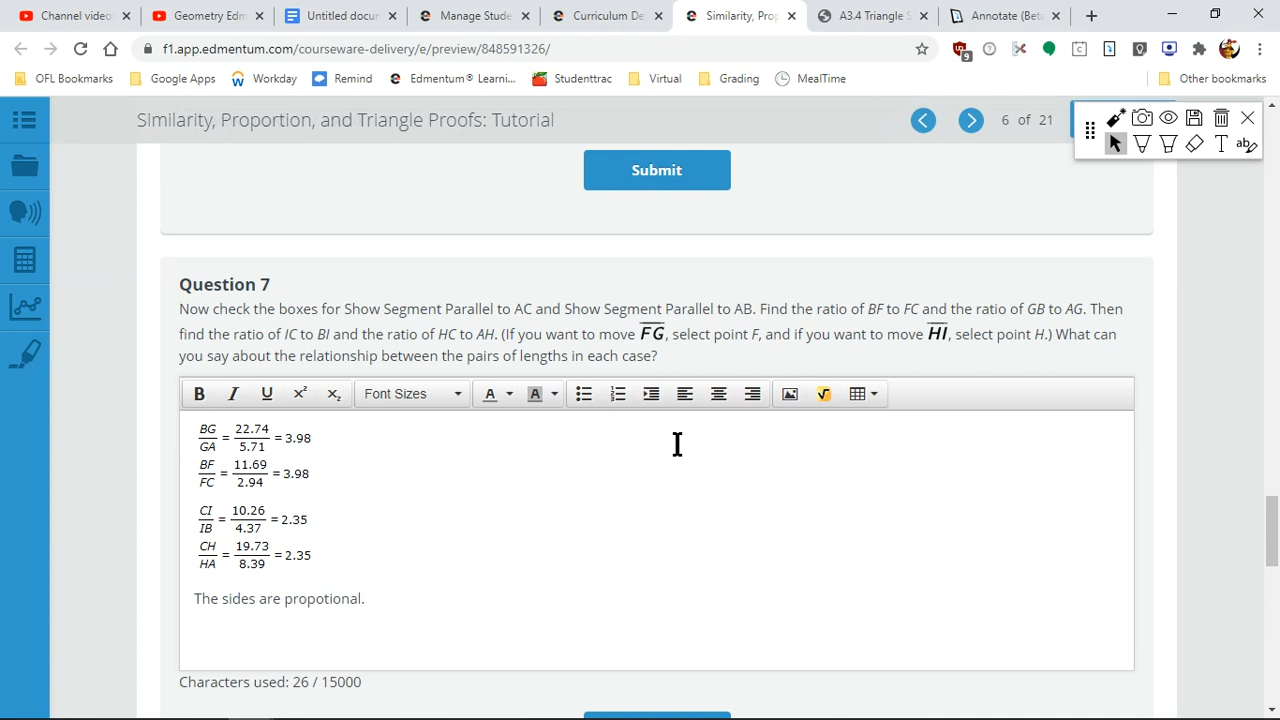 Channel video:
Geometry Edm
Untitled docun
Manage Stude
Curriculum De
Similarity, Prop
A3.4 Triangle S
Annotate (Bet
f1.app.edmentum.com/courseware-delivery/e/preview/848591326/
9
OFL Bookmarks
Google Apps
Workday
Remind
Edmentum® Learni...
Studenttrac
Virtual
Grading
MealTime
Other bookmarks
Similarity, Proportion, and Triangle Proofs: Tutorial
6 of 21
Submit
Question 7
Now check the boxes for Show Segment Parallel to AC and Show Segment Parallel to AB. Find the ratio of BF to FC and the ratio of GB to AG. Then
find the ratio of IC to BI and the ratio of HC to AH. (If you want to move FG, select point F, and if you want to move HI, select point H.) What can
you say about the relationship between the pairs of lengths in each case?
B I U x² x₂ Font Sizes A A
BG/GA = 22.74/5.71 = 3.98
BF/FC = 11.69/2.94 = 3.98
CI/IB = 10.26/4.37 = 2.35
CH/HA = 19.73/8.39 = 2.35
The sides are propotional.
Characters used: 26 / 15000